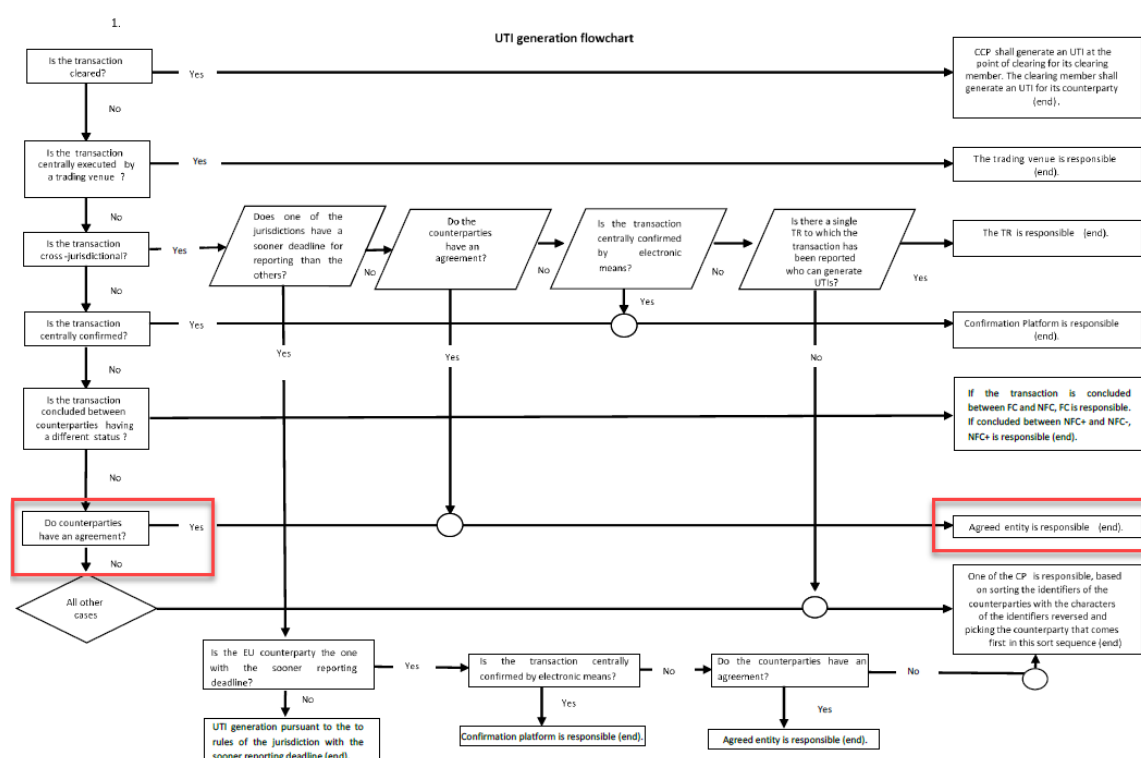 1.
UTI generation flowchart
Is the transaction
cleared?
Yes
CCP shall generate an UTI at the
point of clearing for its clearing
member. The clearing member shall
generate an UTI for its counterparty
(end).
No
Is the transaction
centrally executed by
a trading venue ?
Yes
The trading venue is responsible
(end).
No
Is the transaction
cross-jurisdictional?
Yes
Does one of the
jurisdictions have a
sooner deadline for
reporting than the
others?
No
Do the
counterparties
have an
agreement?
No
Is the transaction
centrally confirmed
by electronic
means?
No
Is there a single
TR to which the
transaction has
been reported
who can generate
UTIs?
Yes
The TR is responsible (end).
No
Yes
Is the transaction
centrally confirmed?
Yes
Confirmation Platform is responsible
(end).
Yes
Yes
No
No
Is the transaction
concluded between
counterparties having
a different status ?
If the transaction is concluded
between FC and NFC, FC is responsible.
If concluded between NFC+ and NFC-,
NFC+ is responsible (end).
No
Do counterparties
have an agreement?
Yes
Agreed entity is responsible (end).
No
All other
cases
One of the CP is responsible, based
on sorting the identifiers of the
counterparties with the characters
of the identifiers reversed and
picking the counterparty that comes
first in this sort sequence (end)
Is the EU counterparty the one
with the sooner reporting
deadline?
Yes
Is the transaction centrally
confirmed by electronic means?
No
Do the counterparties have an
agreement?
No
No
Yes
Yes
UTI generation pursuant to the to
rules of the jurisdiction with the
sooner reporting deadline (end)
Confirmation platform is responsible (end).
Agreed entity is responsible (end).